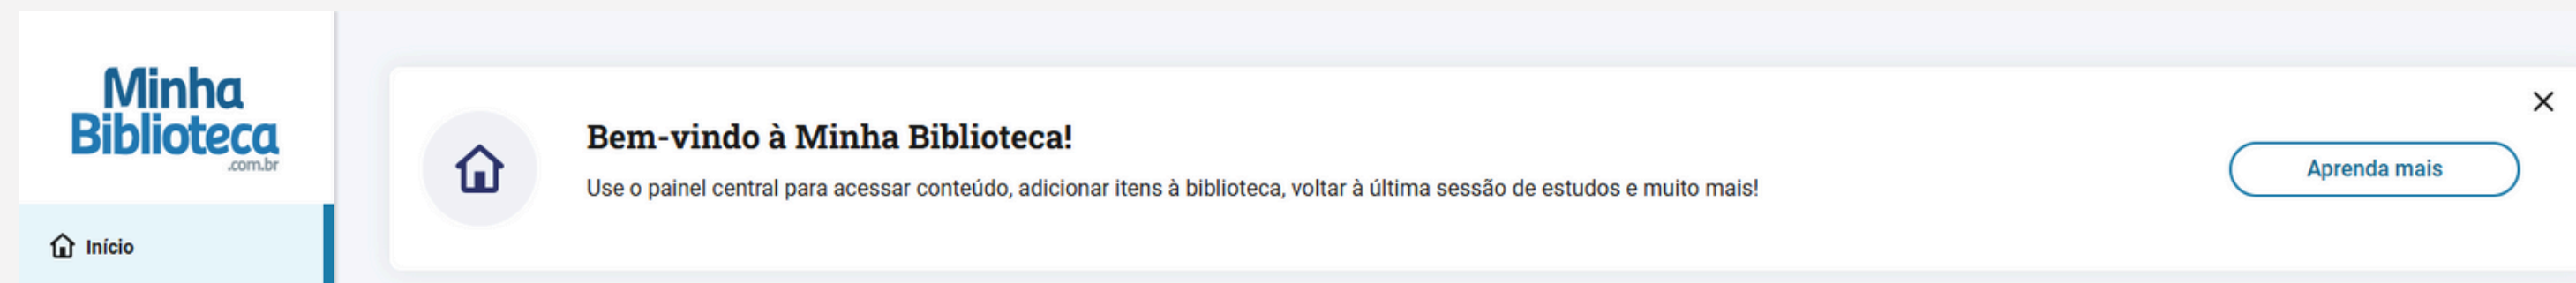 Minha
Biblioteca
.com.br
Bem-vindo à Minha Biblioteca!
Use o painel central para acessar conteúdo, adicionar itens à biblioteca, voltar à última sessão de estudos e muito mais!
Aprenda mais
Início